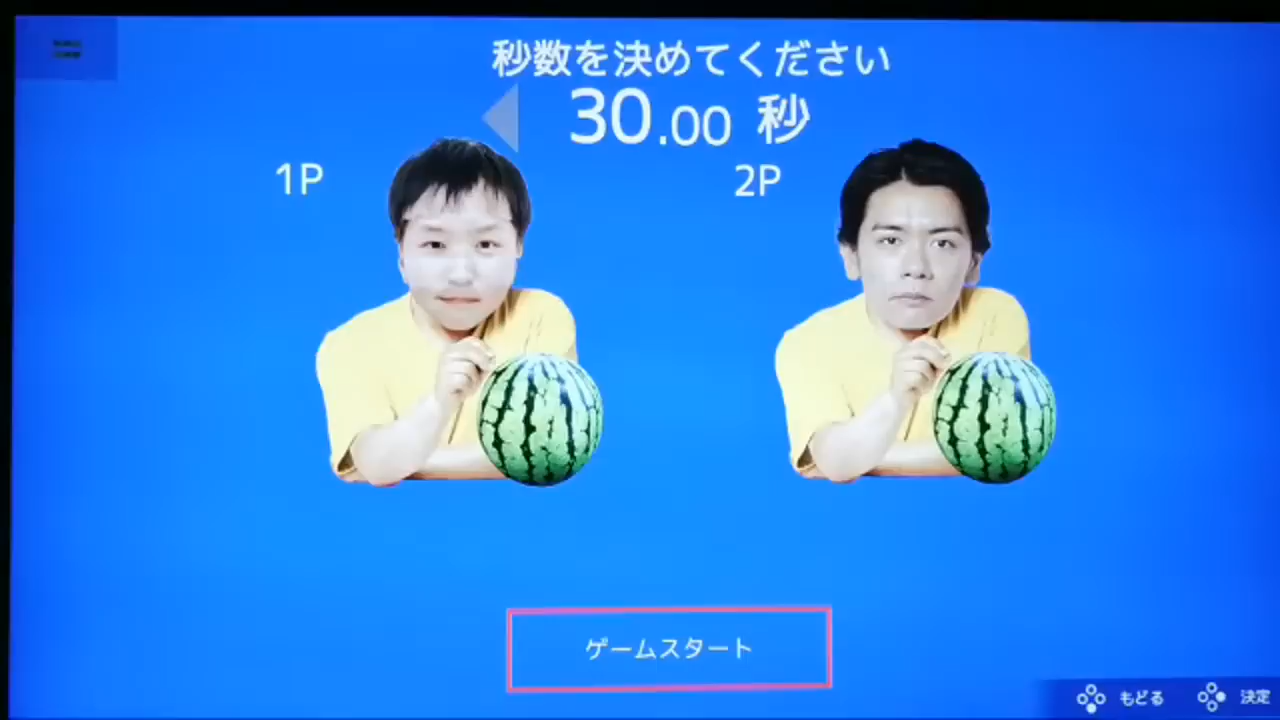 秒数を決めてください
30.00 秒
1P
2P
ゲームスタート
もどる
決定